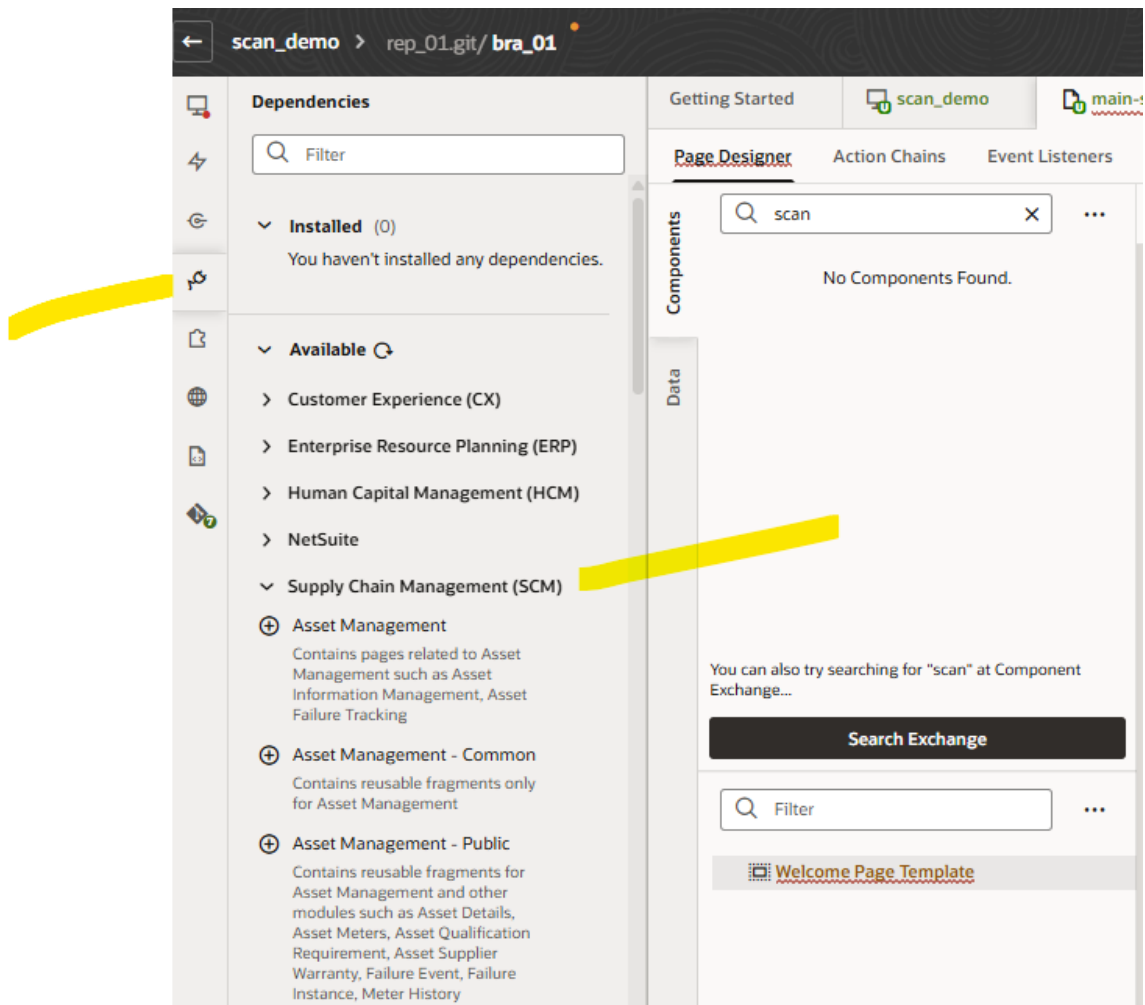 scan_demo > rep_01.git/ bra_01
Dependencies
Filter
Installed (0)
You haven't installed any dependencies.
Available
Customer Experience (CX)
Enterprise Resource Planning (ERP)
Human Capital Management (HCM)
NetSuite
Supply Chain Management (SCM)
Asset Management
Contains pages related to Asset
Management such as Asset
Information Management, Asset
Failure Tracking
Asset Management - Common
Contains reusable fragments only
for Asset Management
Asset Management - Public
Contains reusable fragments for
Asset Management and other
modules such as Asset Details,
Asset Meters, Asset Qualification
Requirement, Asset Supplier
Warranty, Failure Event, Failure
Instance, Meter History
7
Getting Started
U scan_demo
U main-s
Page Designer Action Chains Event Listeners
Components
Data
scan
No Components Found.
You can also try searching for "scan" at Component
Exchange...
Search Exchange
Filter
Welcome Page Template